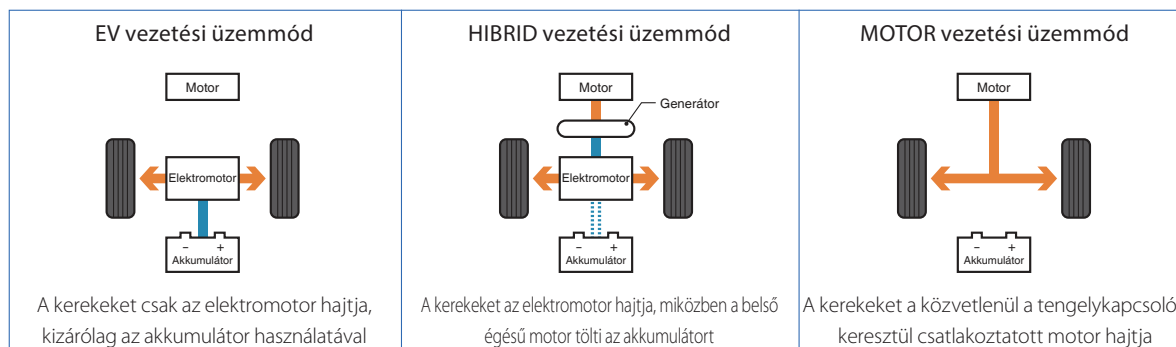 EV vezetési üzemmód
Motor
Elektromotor
– +
Akkumulátor
A kerekeket csak az elektromotor hajtja,
kizárólag az akkumulátor használatával
HIBRID vezetési üzemmód
Motor
Generátor
Elektromotor
– +
Akkumulátor
A kerekeket az elektromotor hajtja, miközben a belső
égésű motor tölti az akkumulátort
MOTOR vezetési üzemmód
Motor
– +
Akkumulátor
A kerekeket a közvetlenül a tengelykapcsoló
keresztül csatlakoztatott motor hajtja